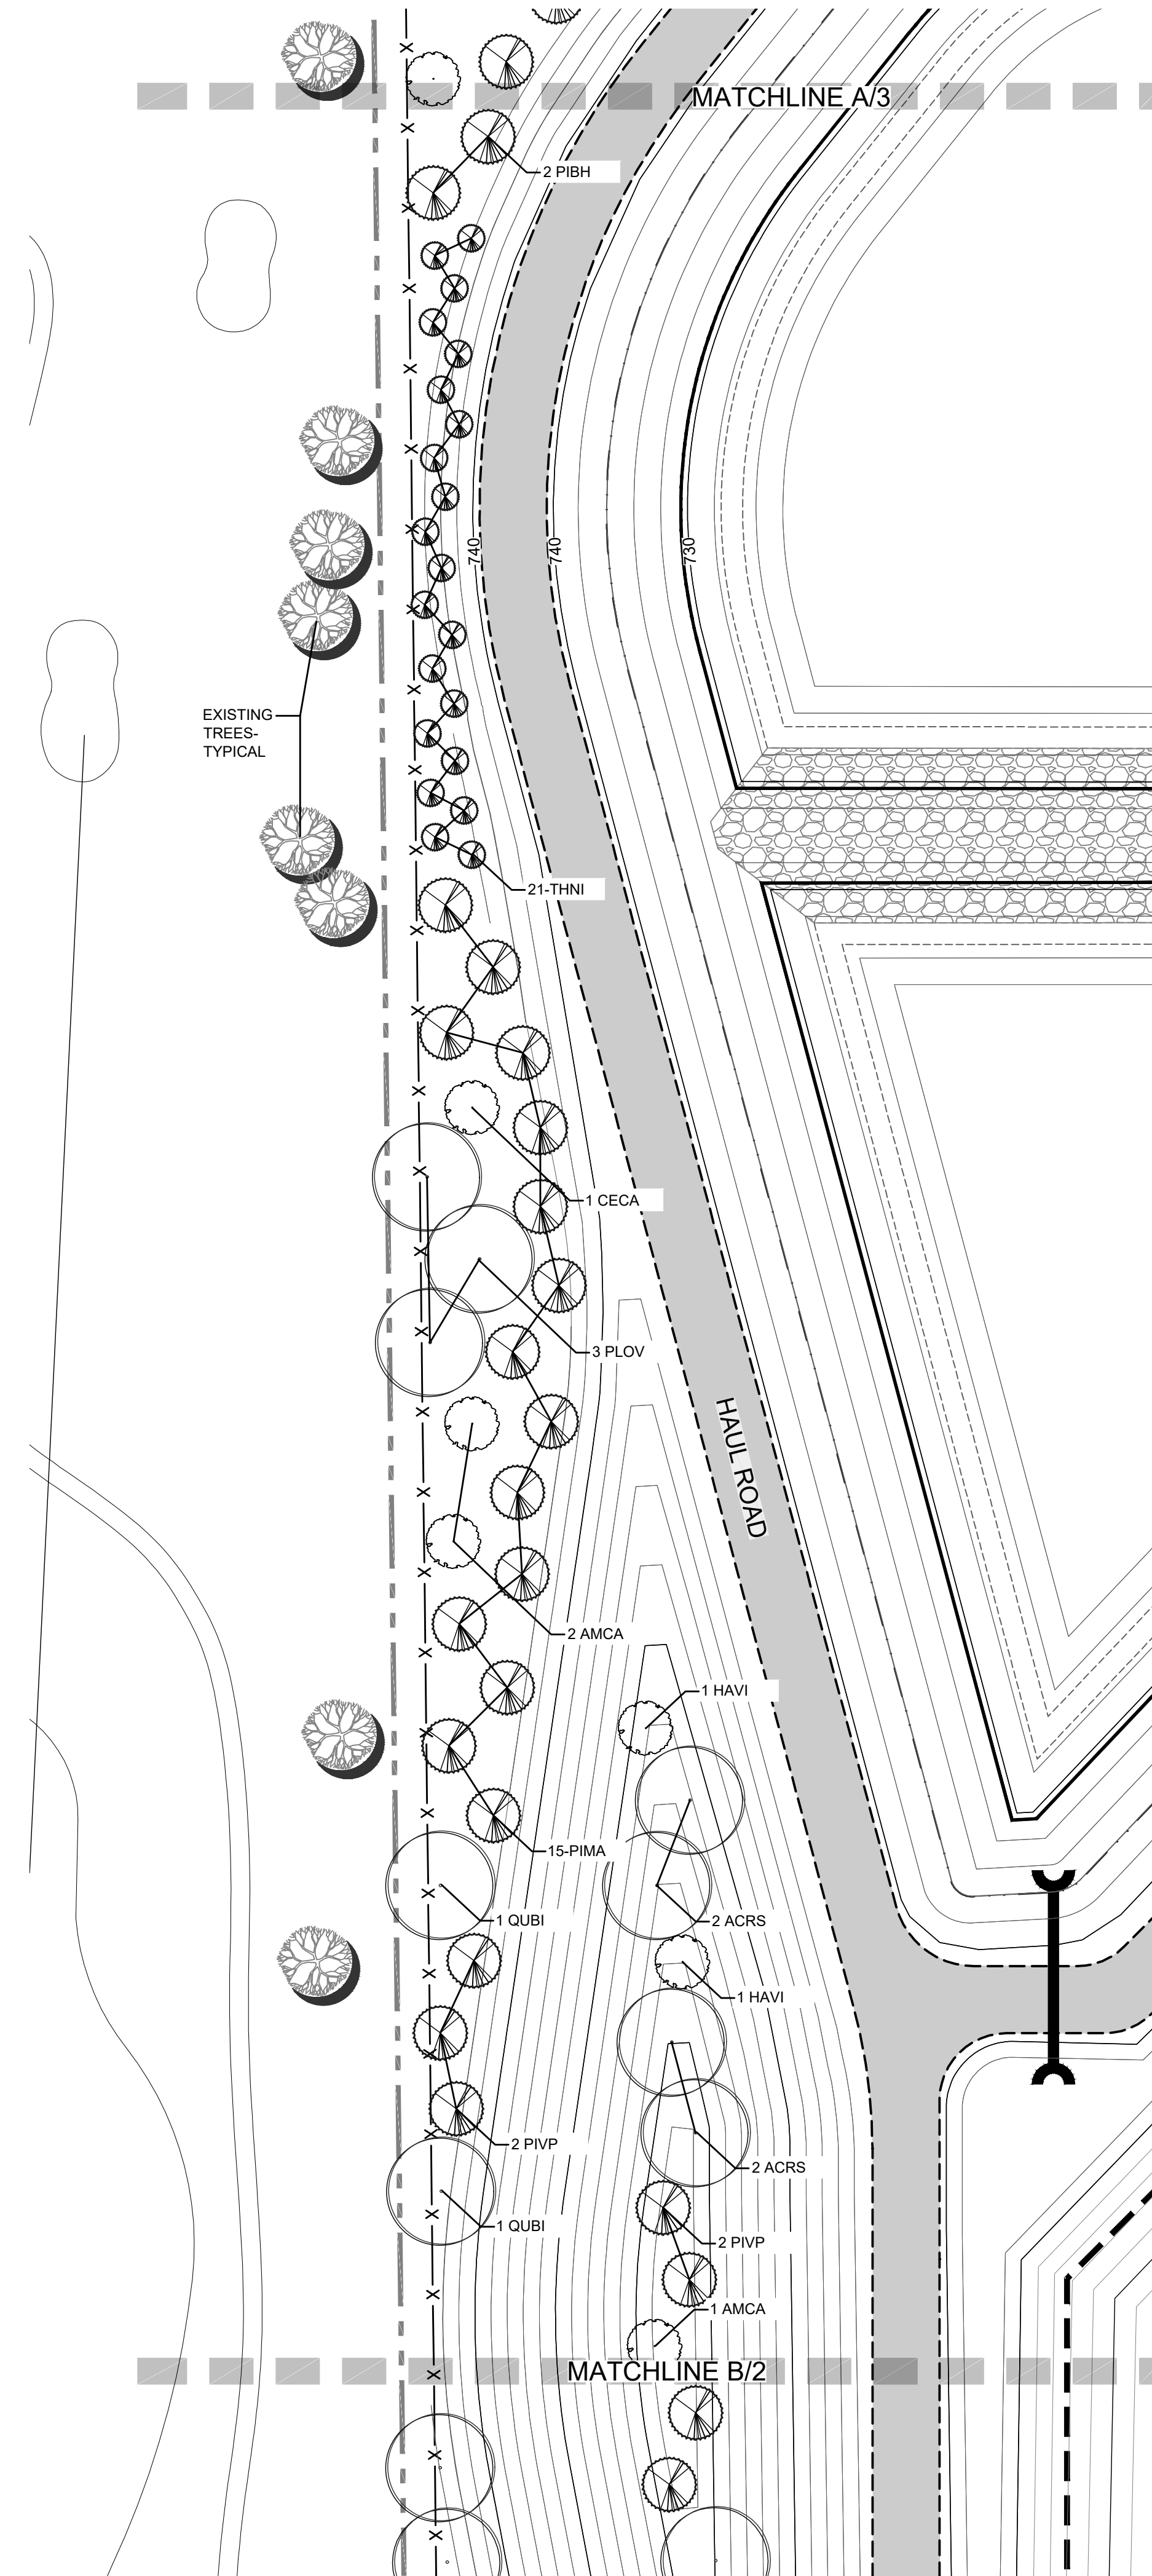 MATCHLINE A/3
2 PIBH
740
740
730
EXISTING
TREES-
TYPICAL
21-THNI
1 CECA
3 PLOV
HAUL ROAD
2 AMCA
1 HAVI
15-PIMA
1 QUBI
2 ACRS
1 HAVI
2 PIVP
2 ACRS
1 QUBI
2 PIVP
1 AMCA
MATCHLINE B/2